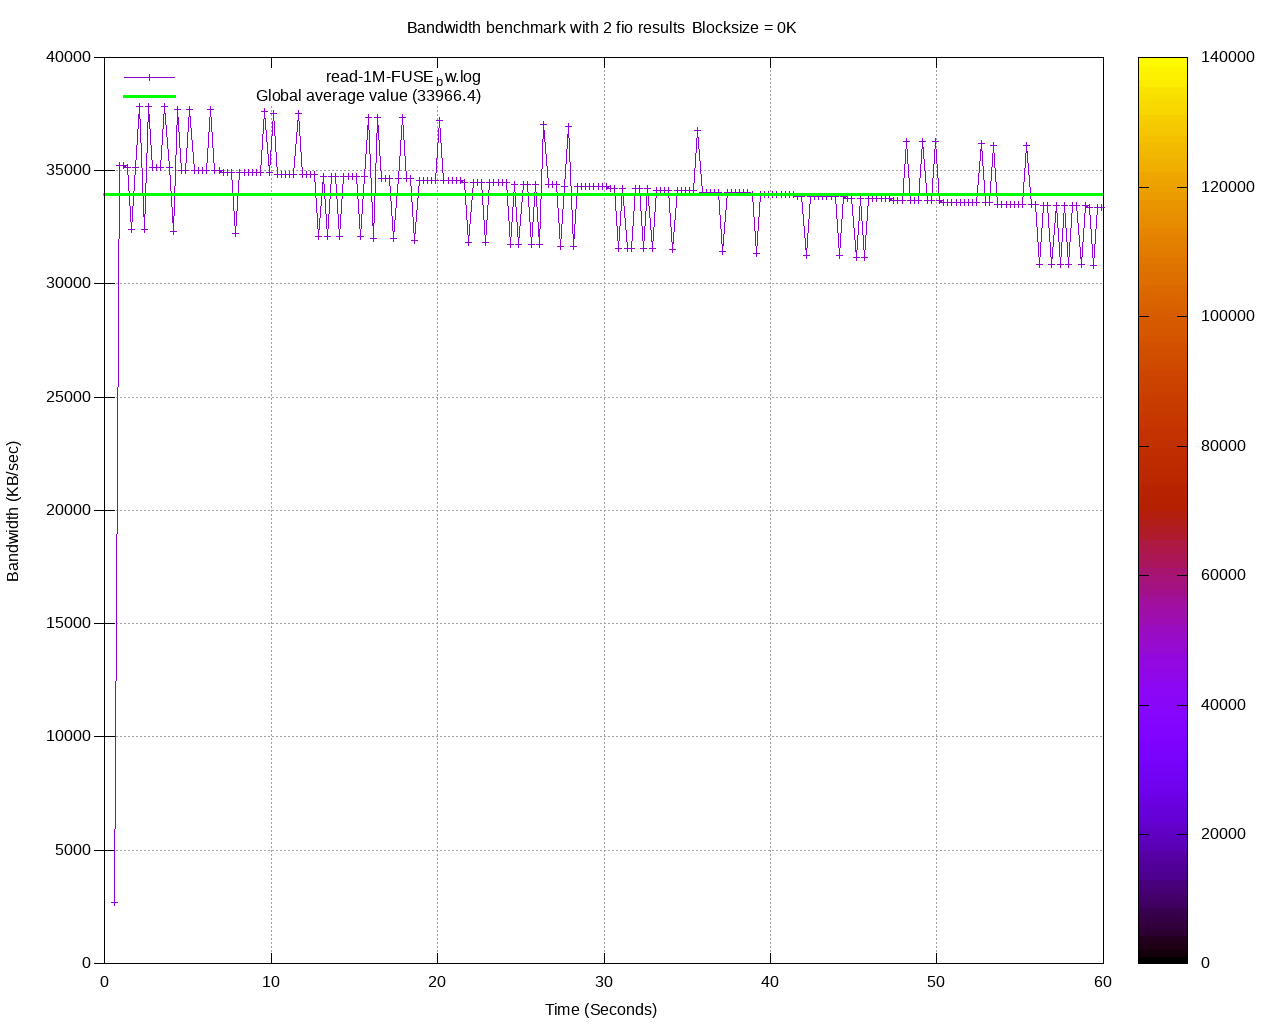 Bandwidth benchmark with 2 fio results Blocksize = 0K
40000
35000
30000
25000
20000
15000
10000
5000
0
Bandwidth (KB/sec)
read-1M-FUSE_bw.log
Global average value (33966.4)
0 10 20 30 40 50 60
Time (Seconds)
140000
120000
100000
80000
60000
40000
20000
0